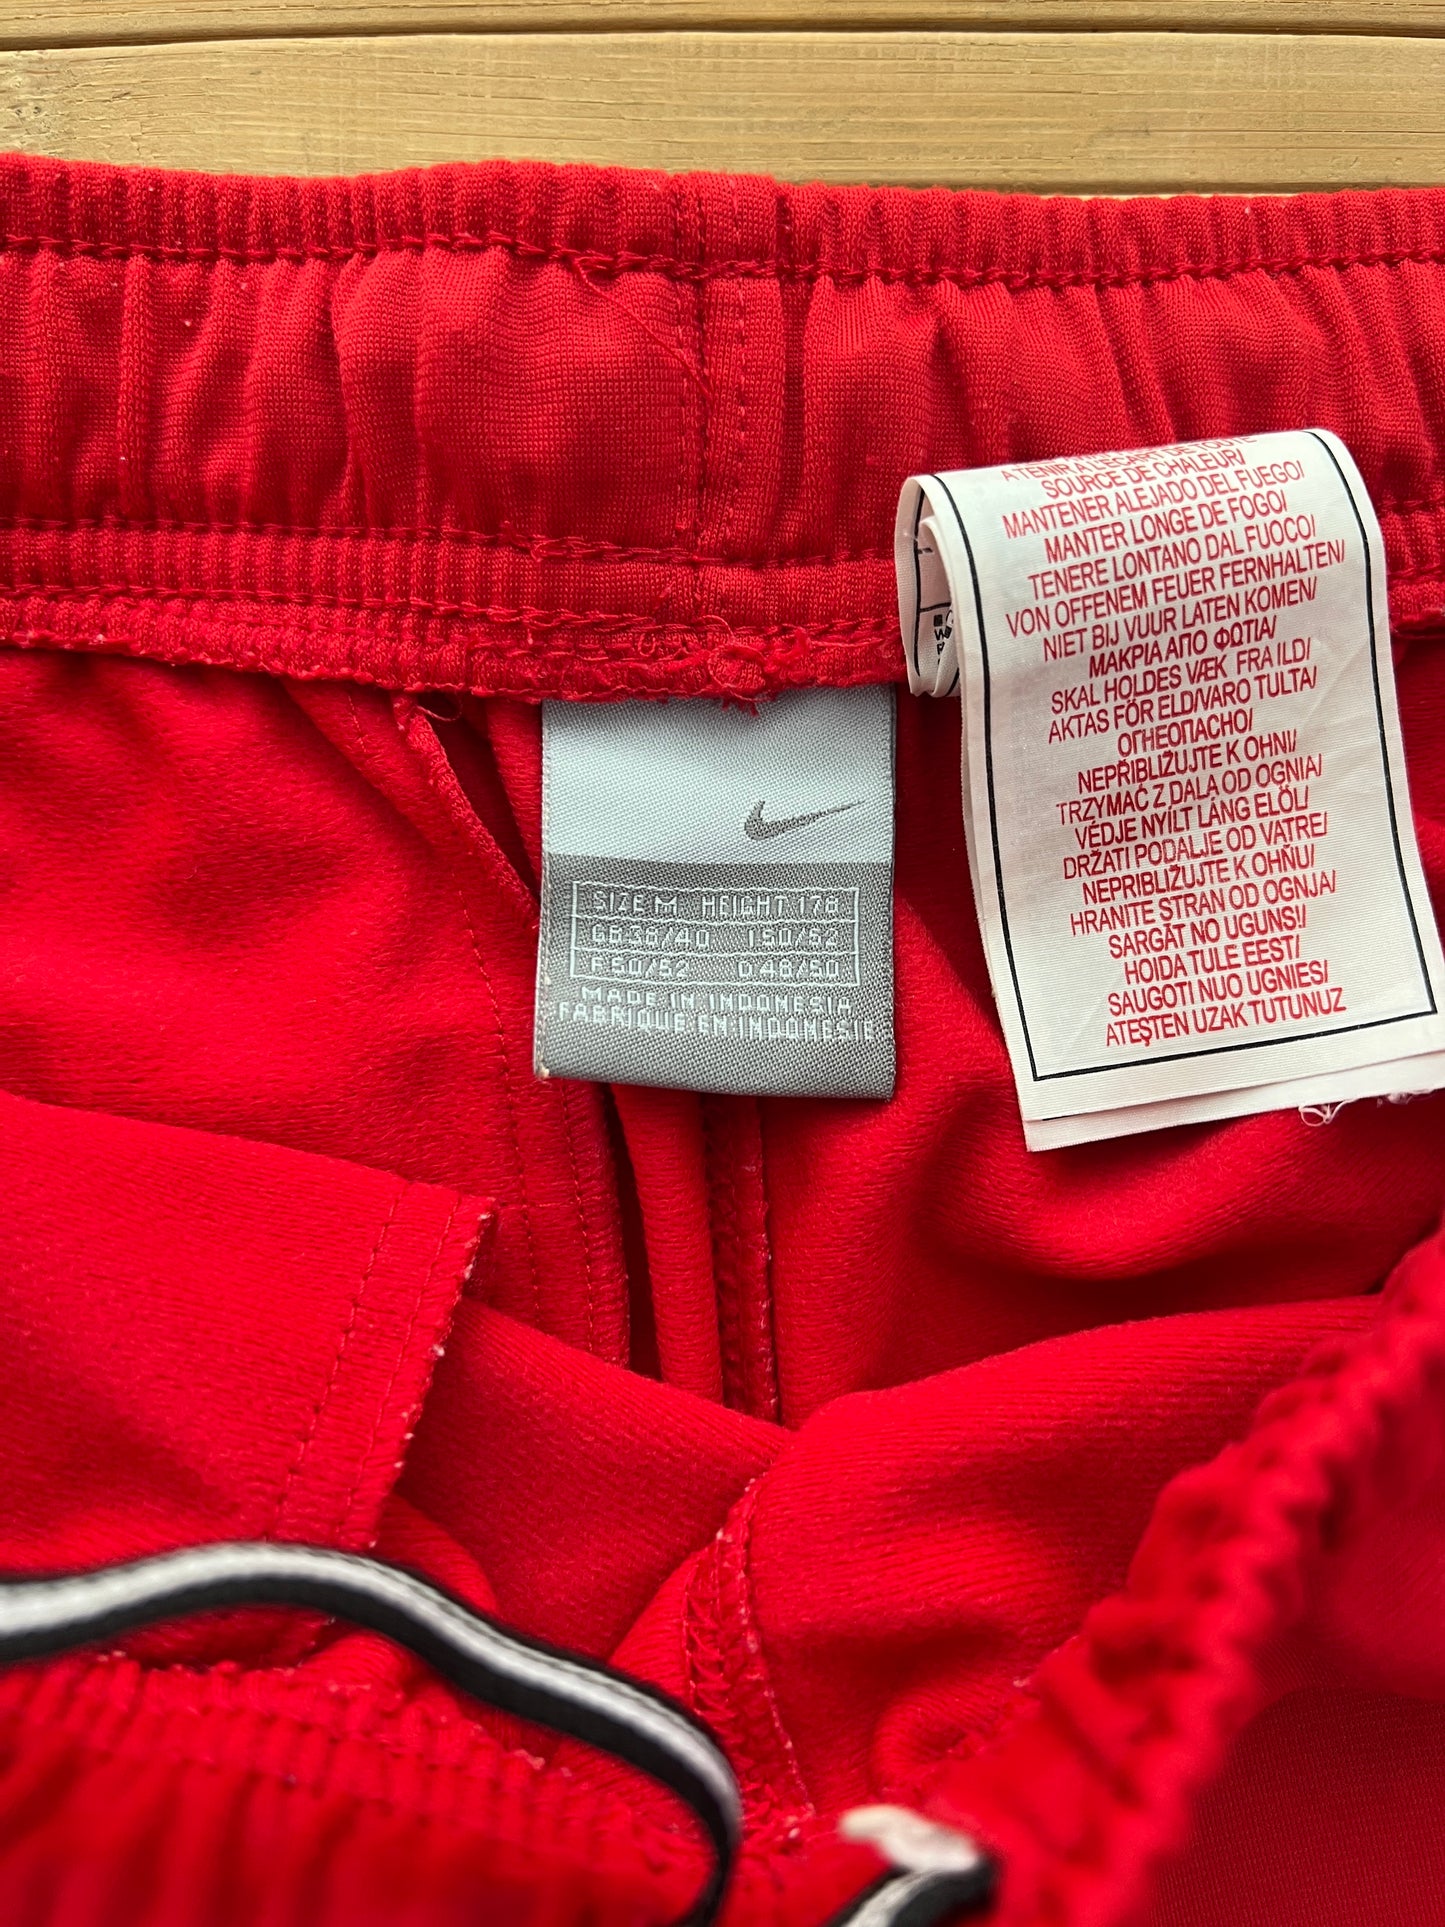 SIZE M HEIGHT 178
GB 38/40 I 50/52
F 50/52 D 48/50
MADE IN INDONESIA
FABRIQUE EN INDONESIE
A TENIR A L'ECART DE TOUTE
SOURCE DE CHALEUR/
MANTENER ALEJADO DEL FUEGO/
MANTER LONGE DE FOGO/
TENERE LONTANO DAL FUOCO/
VON OFFENEM FEUER FERNHALTEN/
NIET BIJ VUUR LATEN KOMEN/
ΜΑΚΡΙΑ ΑΠΟ ΦΩΤΙΑ/
SKAL HOLDES VÆK FRA ILD/
AKTAS FÖR ELD/VARO TULTA/
ОГНЕОПАСНО/
NEPŘIBLIŽUJTE K OHNI/
TRZYMAĆ Z DALA OD OGNIA/
VÉDJE NYÍLT LÁNG ELŐL/
DRŽATI PODALJE OD VATRE/
NEPRIBLIŽUJTE K OHŇU/
HRANITE STRAN OD OGNJA/
SARGĀT NO UGUNS!/
HOIDA TULE EEST/
SAUGOTI NUO UGNIES/
ATEŞTEN UZAK TUTUNUZ